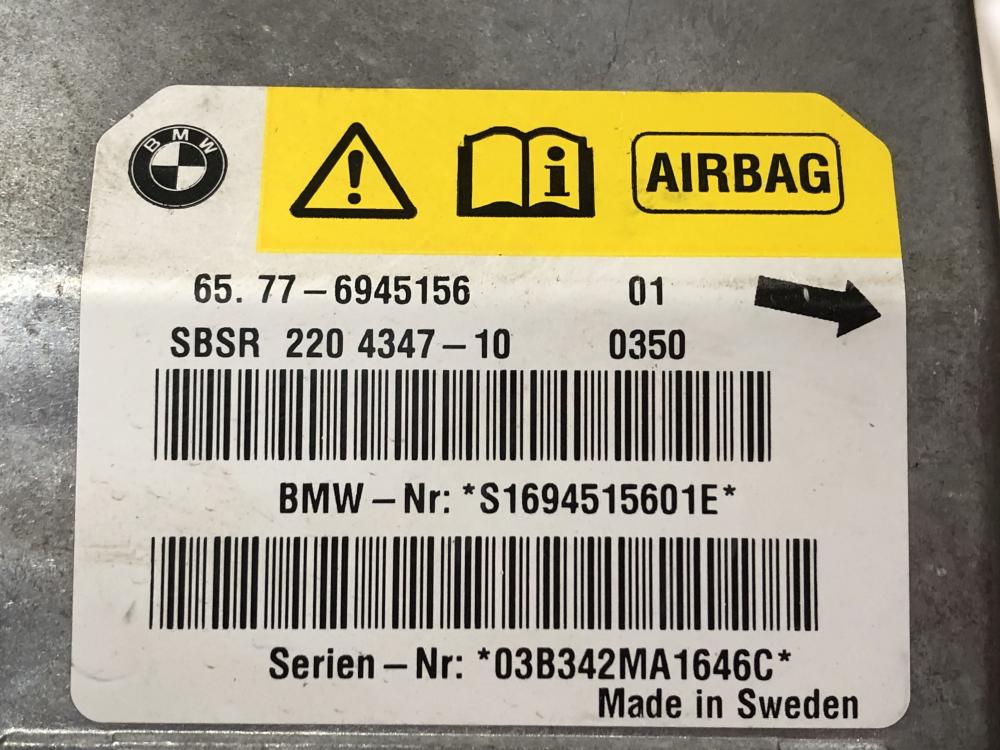 BMW
AIRBAG
65. 77-6945156 01
SBSR 220 4347-10 0350
BMW-Nr: *S1694515601E*
Serien-Nr: *03B342MA1646C*
Made in Sweden